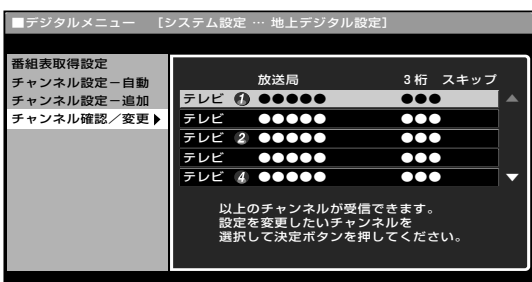 ■デジタルメニュー [システム設定 … 地上デジタル設定]
番組表取得設定
チャンネル設定－自動
チャンネル設定－追加
チャンネル確認／変更▶
放送局 3桁 スキップ
テレビ ① ●●●●● ●●● ▲
テレビ ●●●●● ●●●
テレビ ② ●●●●● ●●●
テレビ ●●●●● ●●●
テレビ ④ ●●●●● ●●● ▼
以上のチャンネルが受信できます。
設定を変更したいチャンネルを
選択して決定ボタンを押してください。